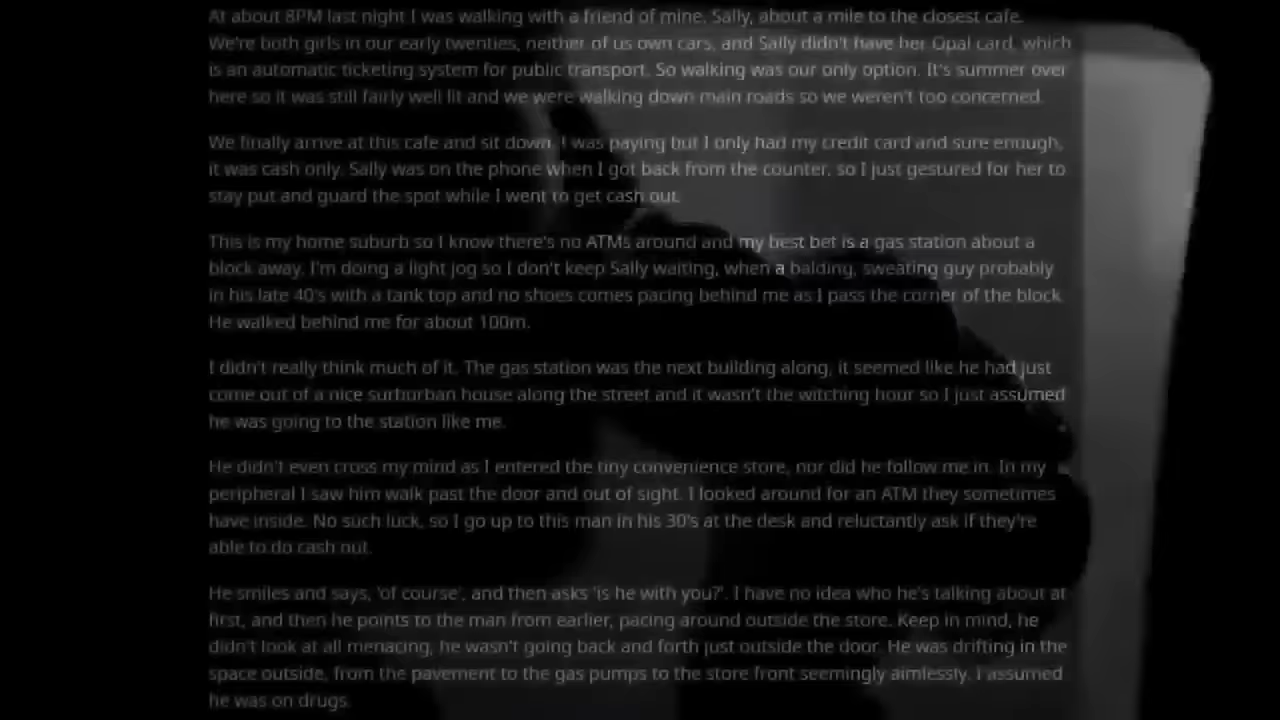 At about 8PM last night I was walking with a friend of mine, Sally, about a mile to the closest cafe.
We're both girls in our early twenties, neither of us own cars, and Sally didn't have her Opal card, which
is an automatic ticketing system for public transport. So walking was our only option. It's summer over
here so it was still fairly well lit and we were walking down main roads so we weren't too concerned.
We finally arrive at this cafe and sit down. I was paying but I only had my credit card and sure enough,
it was cash only. Sally was on the phone when I got back from the counter, so I just gestured for her to
stay put and guard the spot while I went to get cash out.
This is my home suburb so I know there's no ATMs around and my best bet is a gas station about a
block away. I'm doing a light jog so I don't keep Sally waiting, when a balding, sweating guy probably
in his late 40's with a tank top and no shoes comes pacing behind me as I pass the corner of the block.
He walked behind me for about 100m.
I didn't really think much of it. The gas station was the next building along, it seemed like he had just
come out of a nice surburban house along the street and it wasn't the witching hour so I just assumed
he was going to the station like me.
He didn't even cross my mind as I entered the tiny convenience store, nor did he follow me in. In my
peripheral I saw him walk past the door and out of sight. I looked around for an ATM they sometimes
have inside. No such luck, so I go up to this man in his 30's at the desk and reluctantly ask if they're
able to do cash out.
He smiles and says, 'of course', and then asks 'is he with you?'. I have no idea who he's talking about at
first, and then he points to the man from earlier, pacing around outside the store. Keep in mind, he
didn't look at all menacing, he wasn't going back and forth just outside the door. He was drifting in the
space outside, from the pavement to the gas pumps to the store front seemingly aimlessly. I assumed
he was on drugs.